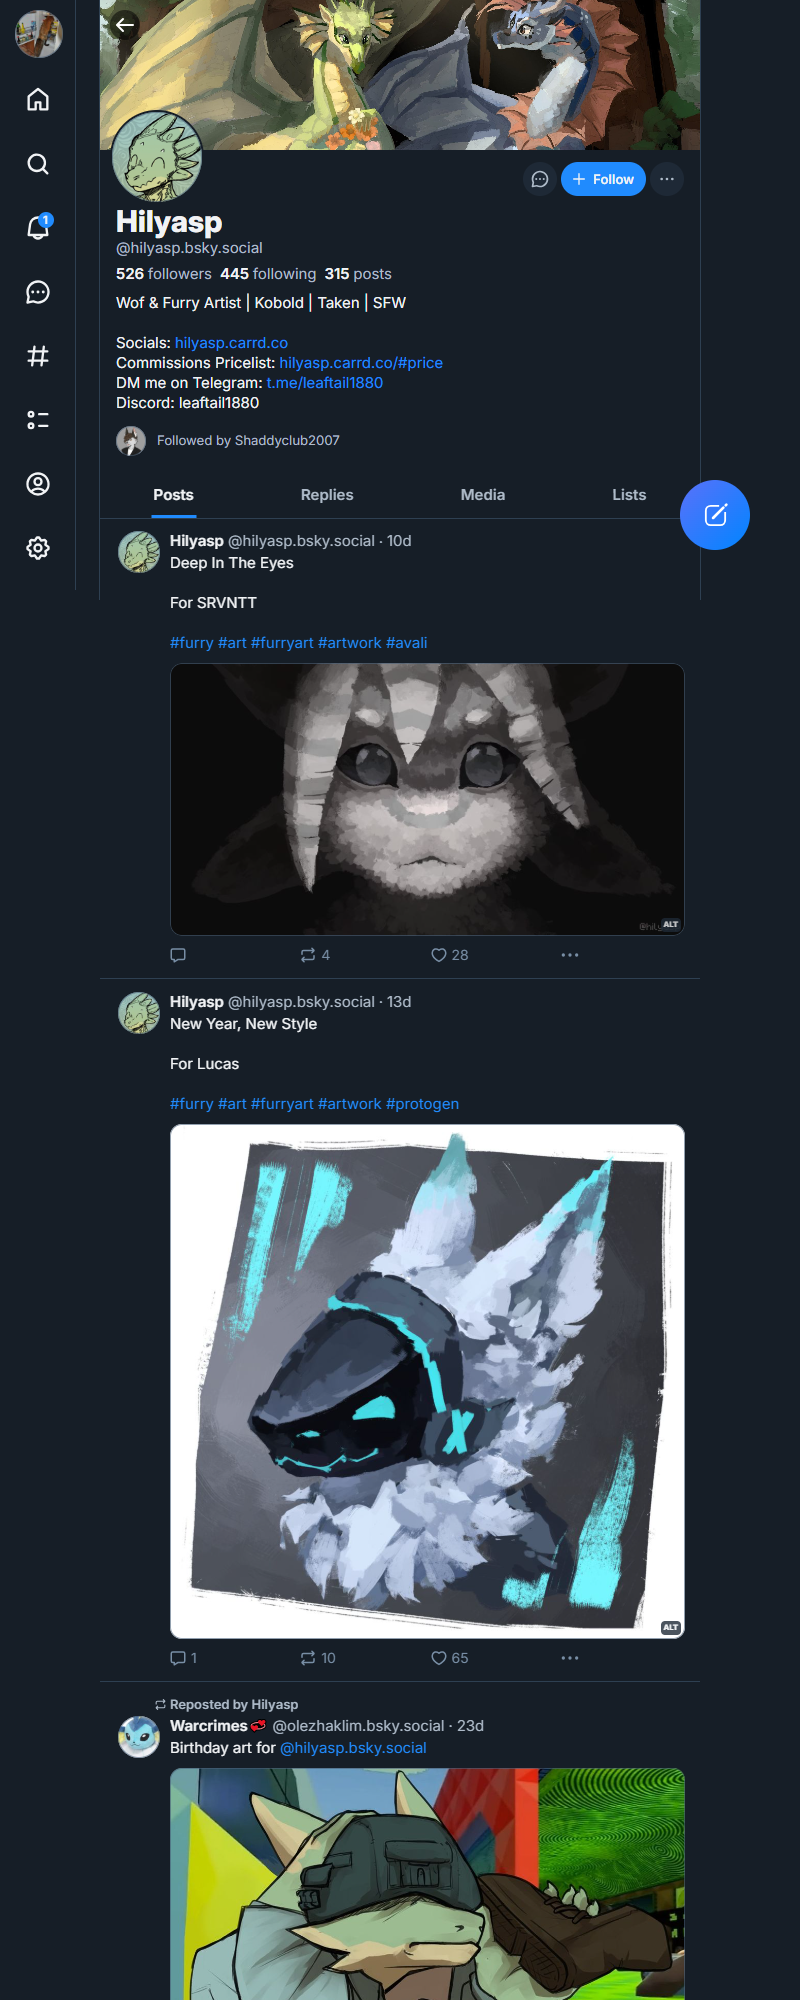 1
+ Follow
Hilyasp
@hilyasp.bsky.social
526 followers 445 following 315 posts
Wof & Furry Artist | Kobold | Taken | SFW
Socials: hilyasp.carrd.co
Commissions Pricelist: hilyasp.carrd.co/#price
DM me on Telegram: t.me/leaftail1880
Discord: leaftail1880
Followed by Shaddyclub2007
Posts Replies Media Lists
Hilyasp @hilyasp.bsky.social · 10d
Deep In The Eyes
For SRVNTT
#furry #art #furryart #artwork #avali
ALT
4 28
Hilyasp @hilyasp.bsky.social · 13d
New Year, New Style
For Lucas
#furry #art #furryart #artwork #protogen
ALT
1 10 65
Reposted by Hilyasp
Warcrimes @olezhaklim.bsky.social · 23d
Birthday art for @hilyasp.bsky.social